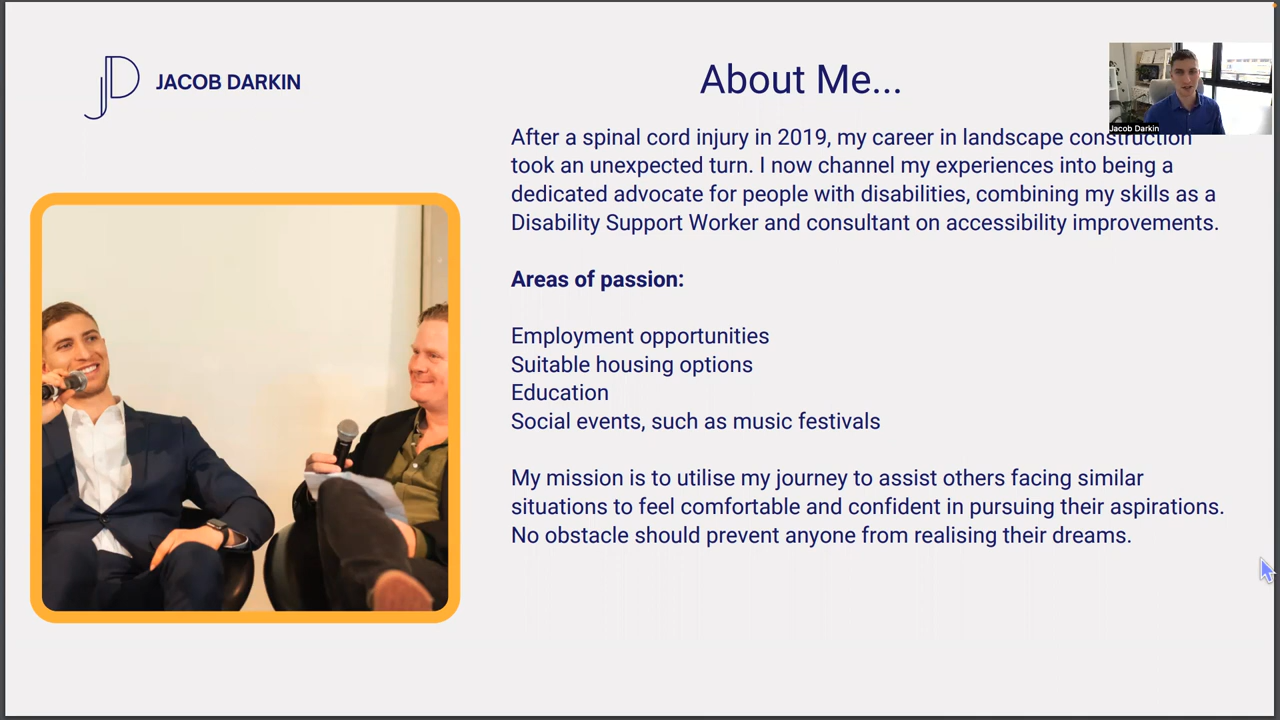 JD JACOB DARKIN
About Me...
Jacob Darkin
After a spinal cord injury in 2019, my career in landscape construction
took an unexpected turn. I now channel my experiences into being a
dedicated advocate for people with disabilities, combining my skills as a
Disability Support Worker and consultant on accessibility improvements.
Areas of passion:
Employment opportunities
Suitable housing options
Education
Social events, such as music festivals
My mission is to utilise my journey to assist others facing similar
situations to feel comfortable and confident in pursuing their aspirations.
No obstacle should prevent anyone from realising their dreams.